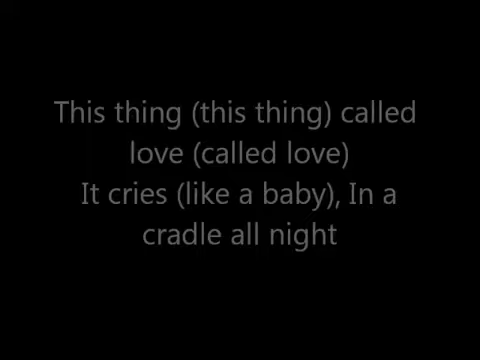 This thing (this thing) called
love (called love)
It cries (like a baby), In a
cradle all night